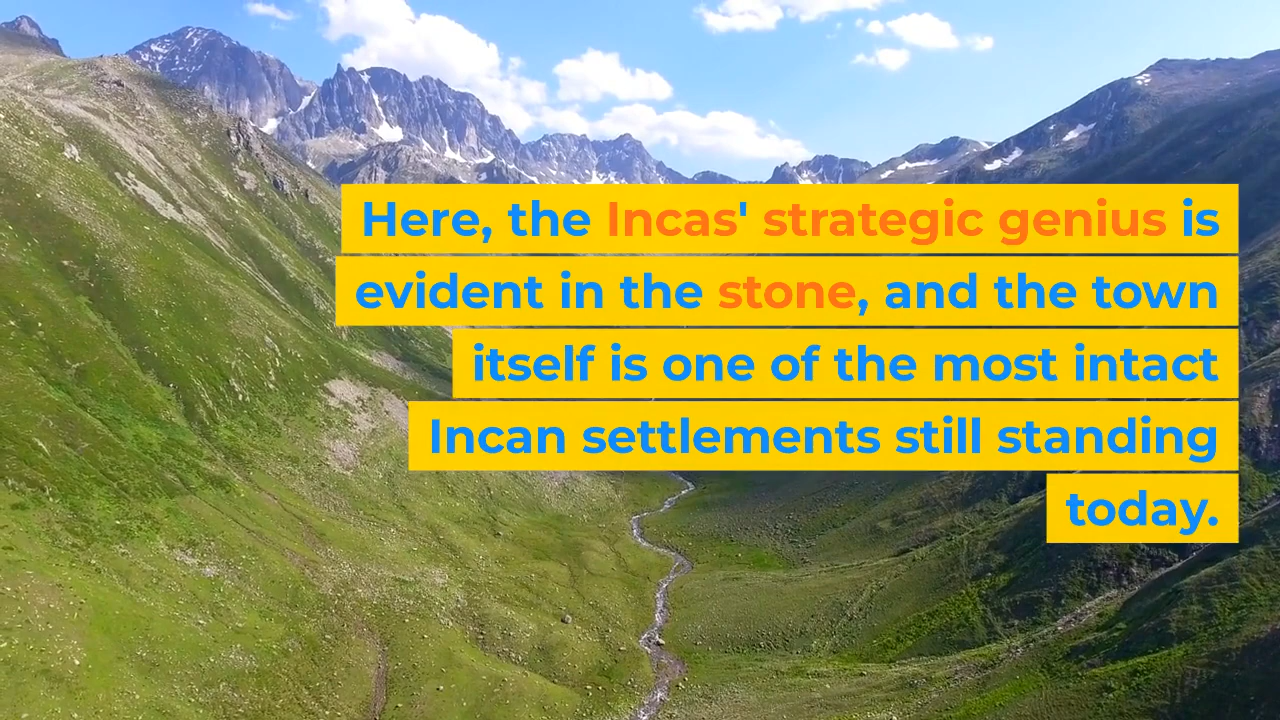 Here, the Incas' strategic genius is
evident in the stone, and the town
itself is one of the most intact
Incan settlements still standing
today.